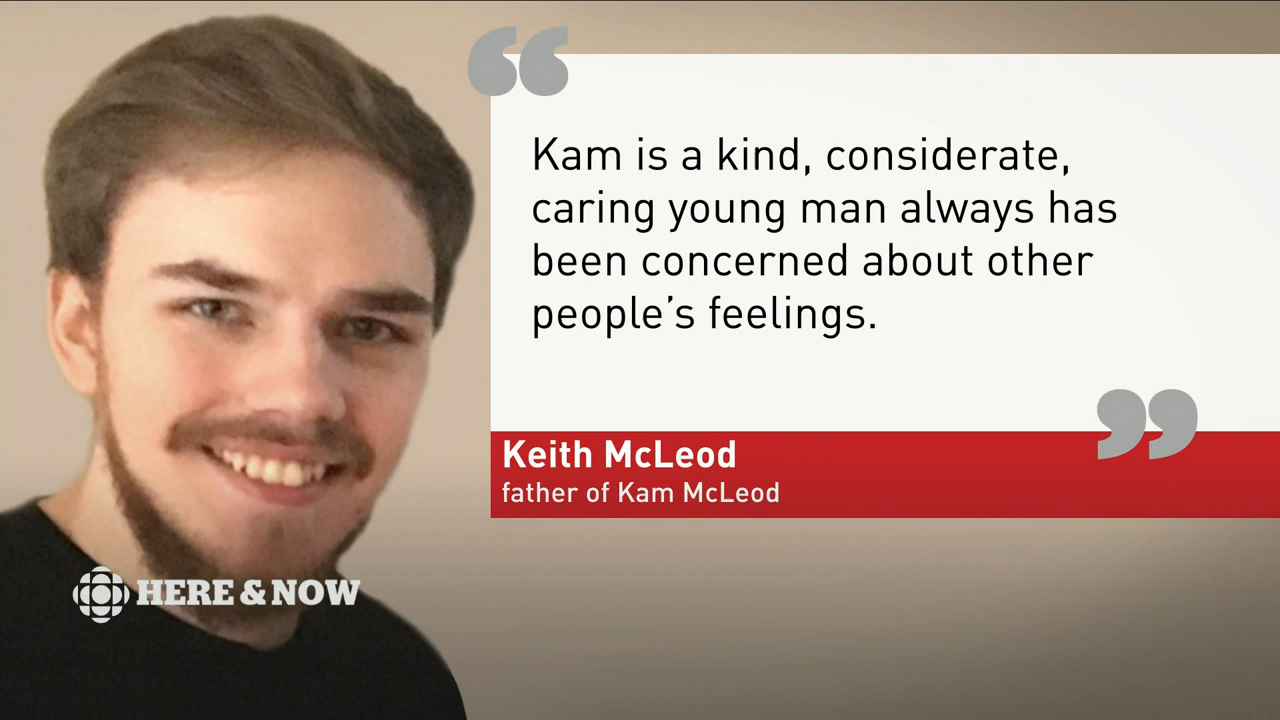 “
Kam is a kind, considerate,
caring young man always has
been concerned about other
people’s feelings.
”
Keith McLeod
father of Kam McLeod
HERE & NOW